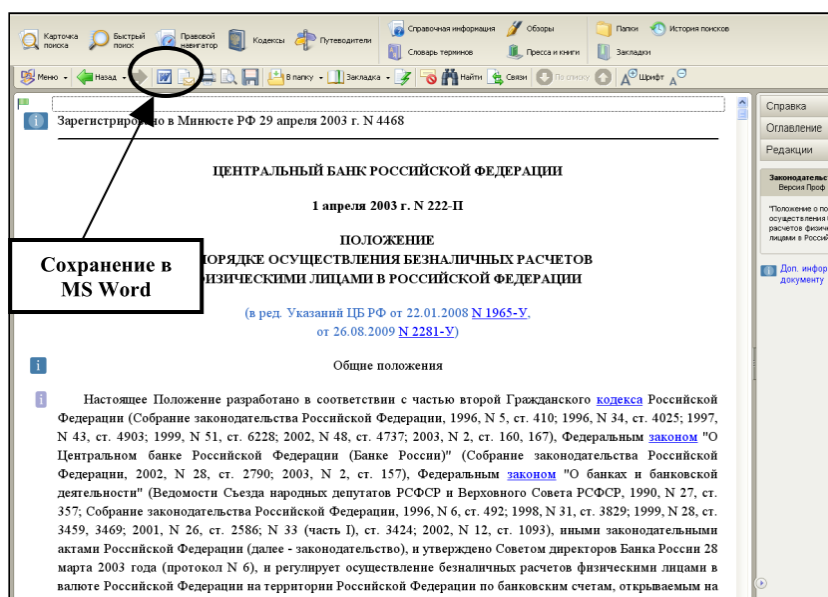 Карточка поиска
Быстрый поиск
Правовой навигатор
Кодексы
Путеводители
Справочная информация
Словарь терминов
Обзоры
Пресса и книги
Папки
Закладки
История поисков
Меню
Назад
В папку
Закладка
Найти
Связи
По списку
Шрифт
Зарегистрировано в Минюсте РФ 29 апреля 2003 г. N 4468
ЦЕНТРАЛЬНЫЙ БАНК РОССИЙСКОЙ ФЕДЕРАЦИИ
1 апреля 2003 г. N 222-П
ПОЛОЖЕНИЕ
ПОРЯДКЕ ОСУЩЕСТВЛЕНИЯ БЕЗНАЛИЧНЫХ РАСЧЕТОВ
ФИЗИЧЕСКИМИ ЛИЦАМИ В РОССИЙСКОЙ ФЕДЕРАЦИИ
Сохранение в
MS Word
(в ред. Указаний ЦБ РФ от 22.01.2008 N 1965-У,
от 26.08.2009 N 2281-У)
Общие положения
Настоящее Положение разработано в соответствии с частью второй Гражданского кодекса Российской
Федерации (Собрание законодательства Российской Федерации, 1996, N 5, ст. 410; 1996, N 34, ст. 4025; 1997,
N 43, ст. 4903; 1999, N 51, ст. 6228; 2002, N 48, ст. 4737; 2003, N 2, ст. 160, 167), Федеральным законом "О
Центральном банке Российской Федерации (Банке России)" (Собрание законодательства Российской
Федерации, 2002, N 28, ст. 2790; 2003, N 2, ст. 157), Федеральным законом "О банках и банковской
деятельности" (Ведомости Съезда народных депутатов РСФСР и Верховного Совета РСФСР, 1990, N 27, ст.
357; Собрание законодательства Российской Федерации, 1996, N 6, ст. 492; 1998, N 31, ст. 3829; 1999, N 28, ст.
3459, 3469; 2001, N 26, ст. 2586; N 33 (часть I), ст. 3424; 2002, N 12, ст. 1093), иными законодательными
актами Российской Федерации (далее - законодательство), и утверждено Советом директоров Банка России 28
марта 2003 года (протокол N 6), и регулирует осуществление безналичных расчетов физическими лицами в
валюте Российской Федерации на территории Российской Федерации по банковским счетам, открываемым на
Справка
Оглавление
Редакции
Законодательс
Версия Проф
"Положение о по
осуществления
расчетов физич
лицами в Россий
Доп. инфор
документу